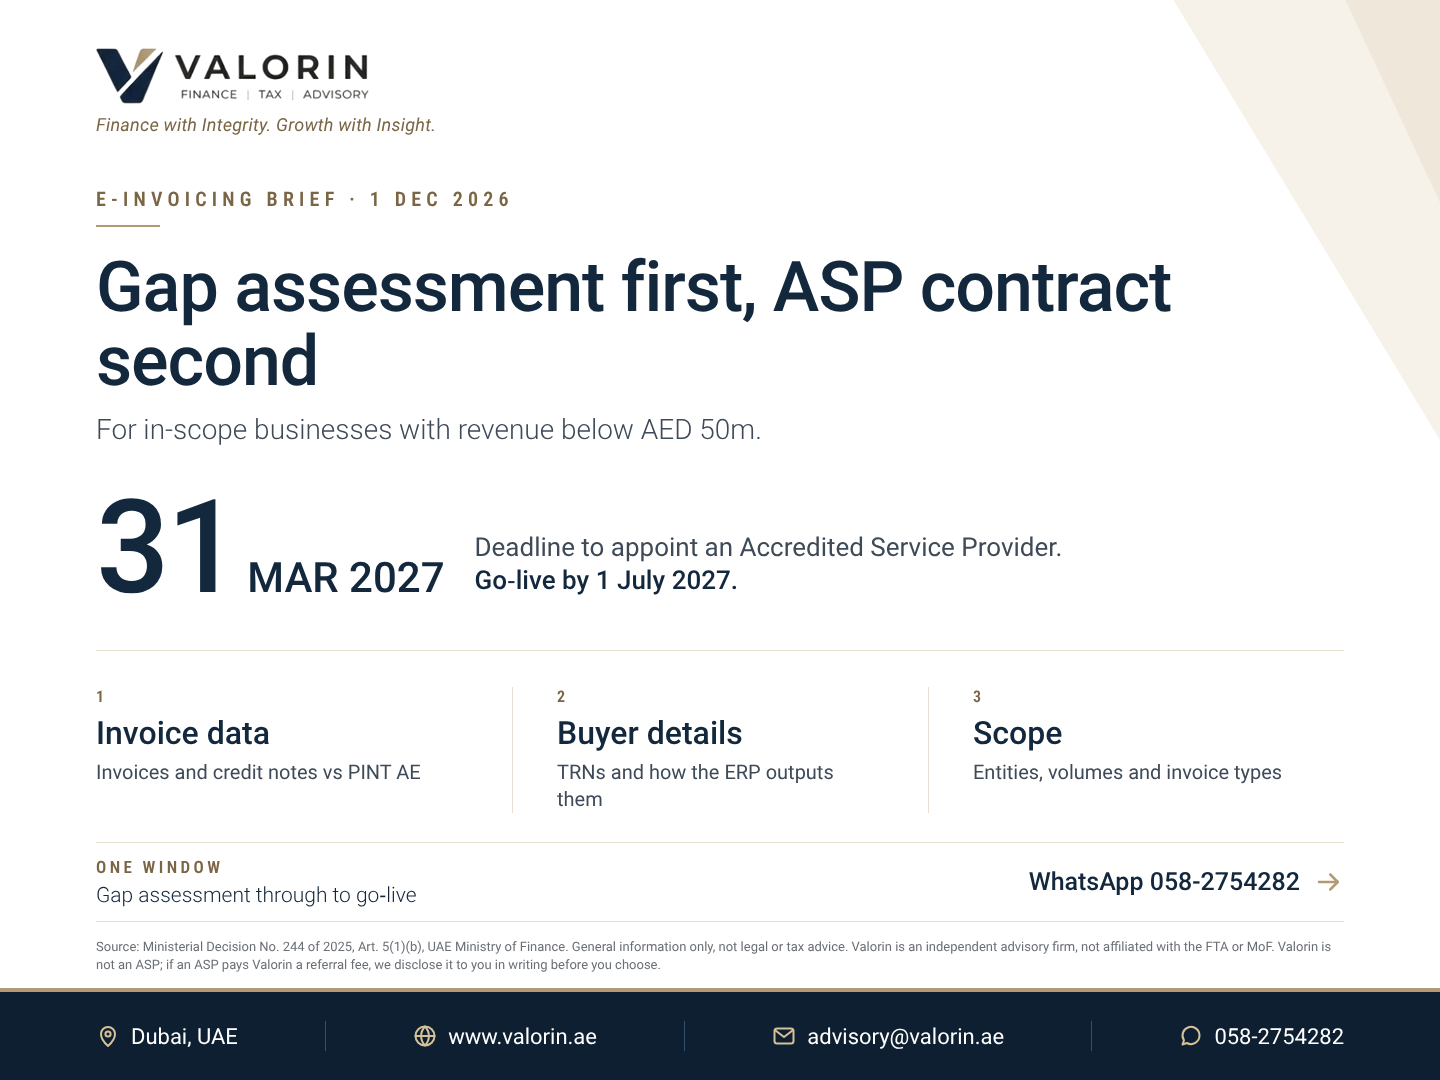 VALORIN
FINANCE | TAX | ADVISORY
Finance with Integrity. Growth with Insight.
E-INVOICING BRIEF · 1 DEC 2026
Gap assessment first, ASP contract
second
For in-scope businesses with revenue below AED 50m.
31 MAR 2027
Deadline to appoint an Accredited Service Provider.
Go-live by 1 July 2027.
1
Invoice data
Invoices and credit notes vs PINT AE
2
Buyer details
TRNs and how the ERP outputs
them
3
Scope
Entities, volumes and invoice types
ONE WINDOW
Gap assessment through to go-live
WhatsApp 058-2754282 →
Source: Ministerial Decision No. 244 of 2025, Art. 5(1)(b), UAE Ministry of Finance. General information only, not legal or tax advice. Valorin is an independent advisory firm, not affiliated with the FTA or MoF. Valorin is
not an ASP; if an ASP pays Valorin a referral fee, we disclose it to you in writing before you choose.
Dubai, UAE
www.valorin.ae
advisory@valorin.ae
058-2754282